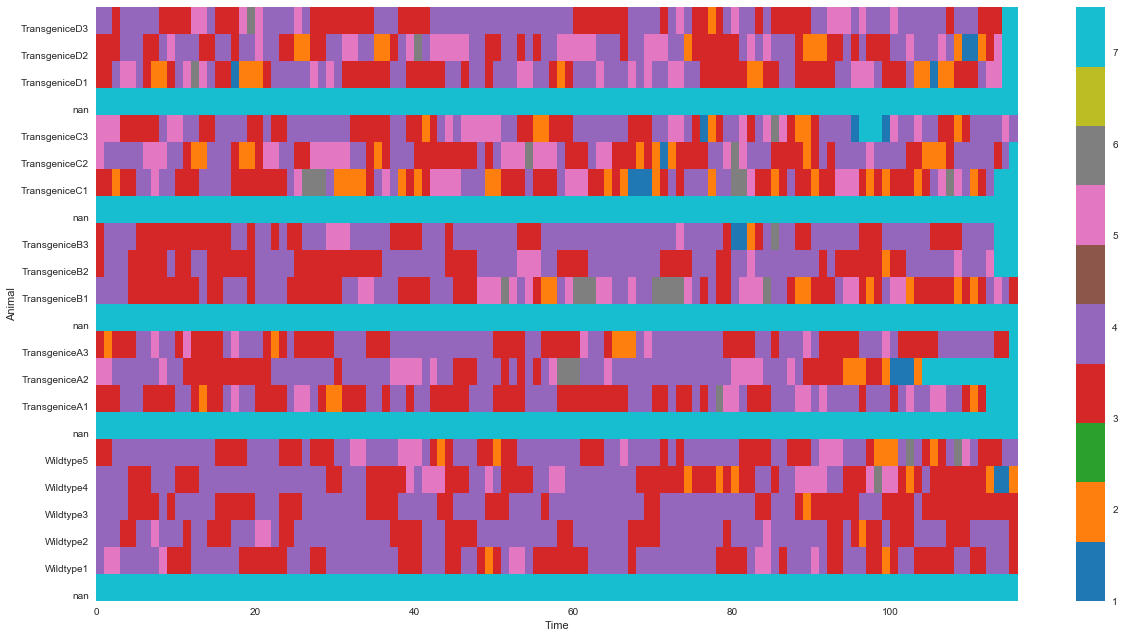 TransgeniceD3
TransgeniceD2
TransgeniceD1
nan
TransgeniceC3
TransgeniceC2
TransgeniceC1
nan
TransgeniceB3
TransgeniceB2
TransgeniceB1
nan
TransgeniceA3
TransgeniceA2
TransgeniceA1
nan
Wildtype5
Wildtype4
Wildtype3
Wildtype2
Wildtype1
nan
Animal
0 20 40 60 80 100
Time
7
6
5
4
3
2
1